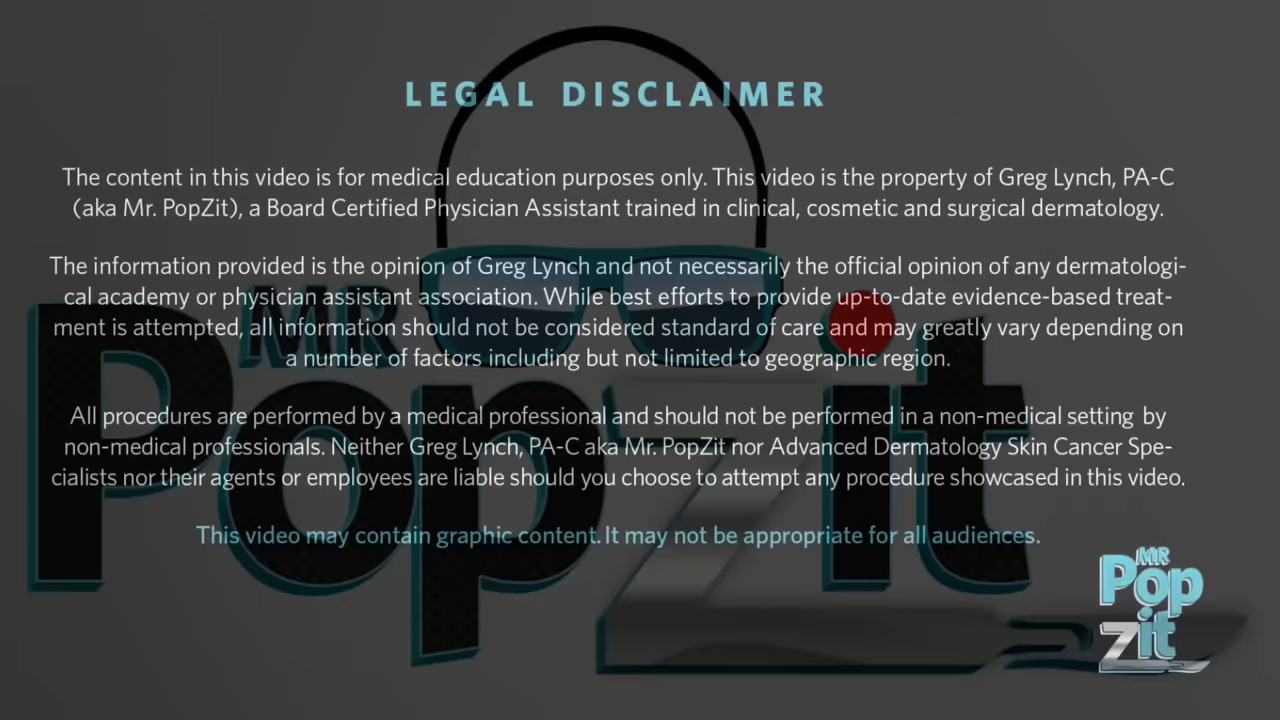 LEGAL DISCLAIMER
The content in this video is for medical education purposes only. This video is the property of Greg Lynch, PA-C
(aka Mr. PopZit), a Board Certified Physician Assistant trained in clinical, cosmetic and surgical dermatology.
The information provided is the opinion of Greg Lynch and not necessarily the official opinion of any dermatologi-
cal academy or physician assistant association. While best efforts to provide up-to-date evidence-based treat-
ment is attempted, all information should not be considered standard of care and may greatly vary depending on
a number of factors including but not limited to geographic region.
All procedures are performed by a medical professional and should not be performed in a non-medical setting by
non-medical professionals. Neither Greg Lynch, PA-C aka Mr. PopZit nor Advanced Dermatology Skin Cancer Spe-
cialists nor their agents or employees are liable should you choose to attempt any procedure showcased in this video.
This video may contain graphic content. It may not be appropriate for all audiences.
MR
PopZit
MR
Pop
Zit